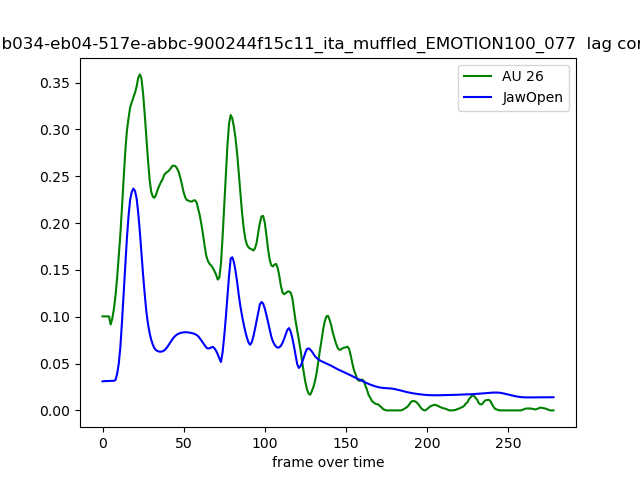 b034-eb04-517e-abbc-900244f15c11_ita_muffled_EMOTION100_077  lag cor
AU 26
JawOpen
0.35
0.30
0.25
0.20
0.15
0.10
0.05
0.00
0 50 100 150 200 250
frame over time